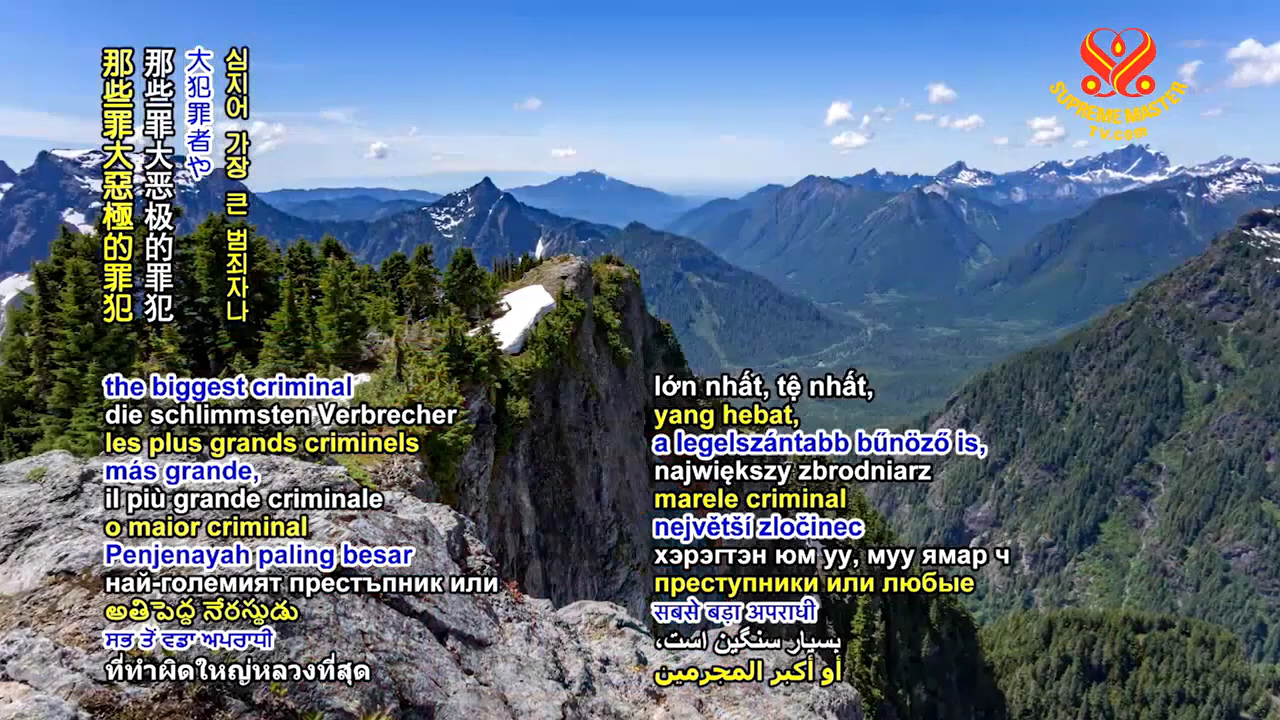 那些罪大惡極的罪犯
那些罪大恶极的罪犯
大犯罪者や
심지어 가장 큰 범죄자나
SUPREME MASTER
TV.com
the biggest criminal
die schlimmsten Verbrecher
les plus grands criminels
más grande,
il più grande criminale
o maior criminal
Penjenayah paling besar
най-големият престъпник или
అతిపెద్ద నేరస్థుడు
ਸਭ ਤੋਂ ਵਡਾ ਅਪਰਾਧੀ
ที่ทำผิดใหญ่หลวงที่สุด
lớn nhất, tệ nhất,
yang hebat,
a legelszántabb bűnöző is,
największy zbrodniarz
marele criminal
největší zločinec
хэрэгтэн юм уу, муу ямар ч
преступники или любые
सबसे बड़ा अपराधी
بسیار سنگین است،
أو أكبر المجرمين